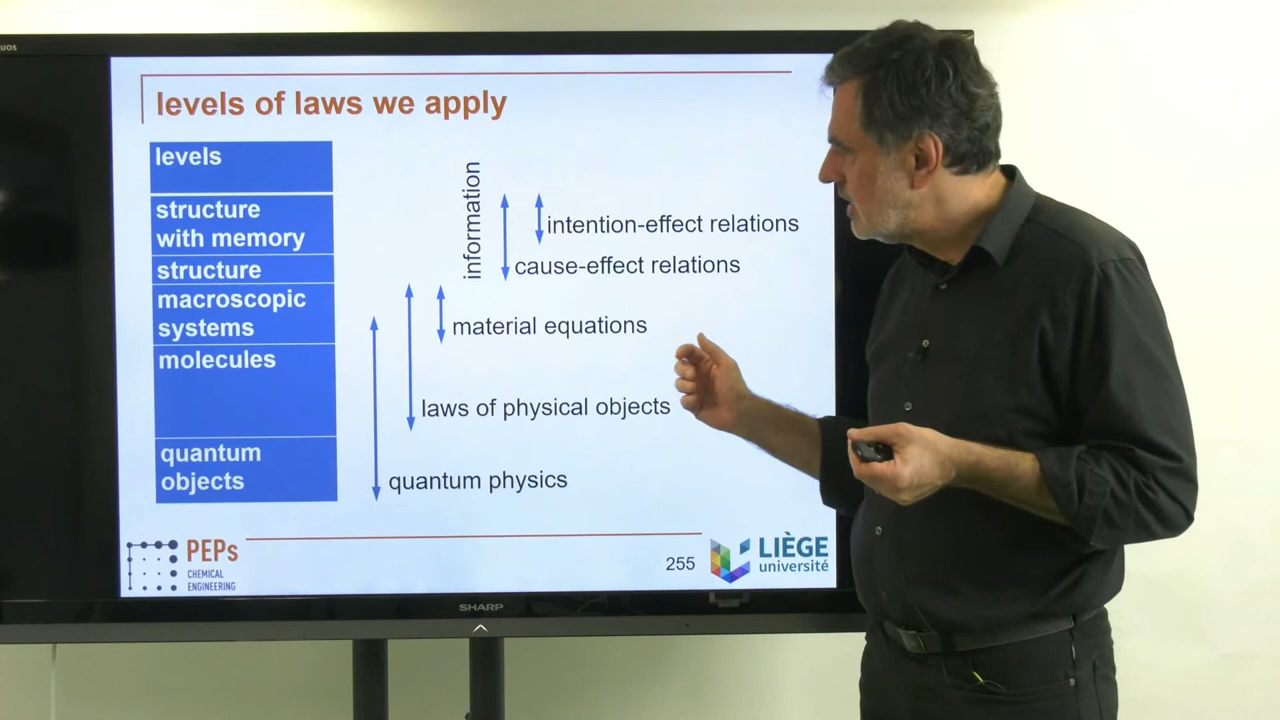 levels of laws we apply
levels
structure
with memory
structure
macroscopic
systems
molecules
quantum
objects
information
intention-effect relations
cause-effect relations
material equations
laws of physical objects
quantum physics
PEPs
CHEMICAL
ENGINEERING
255
LIÈGE
université
SHARP